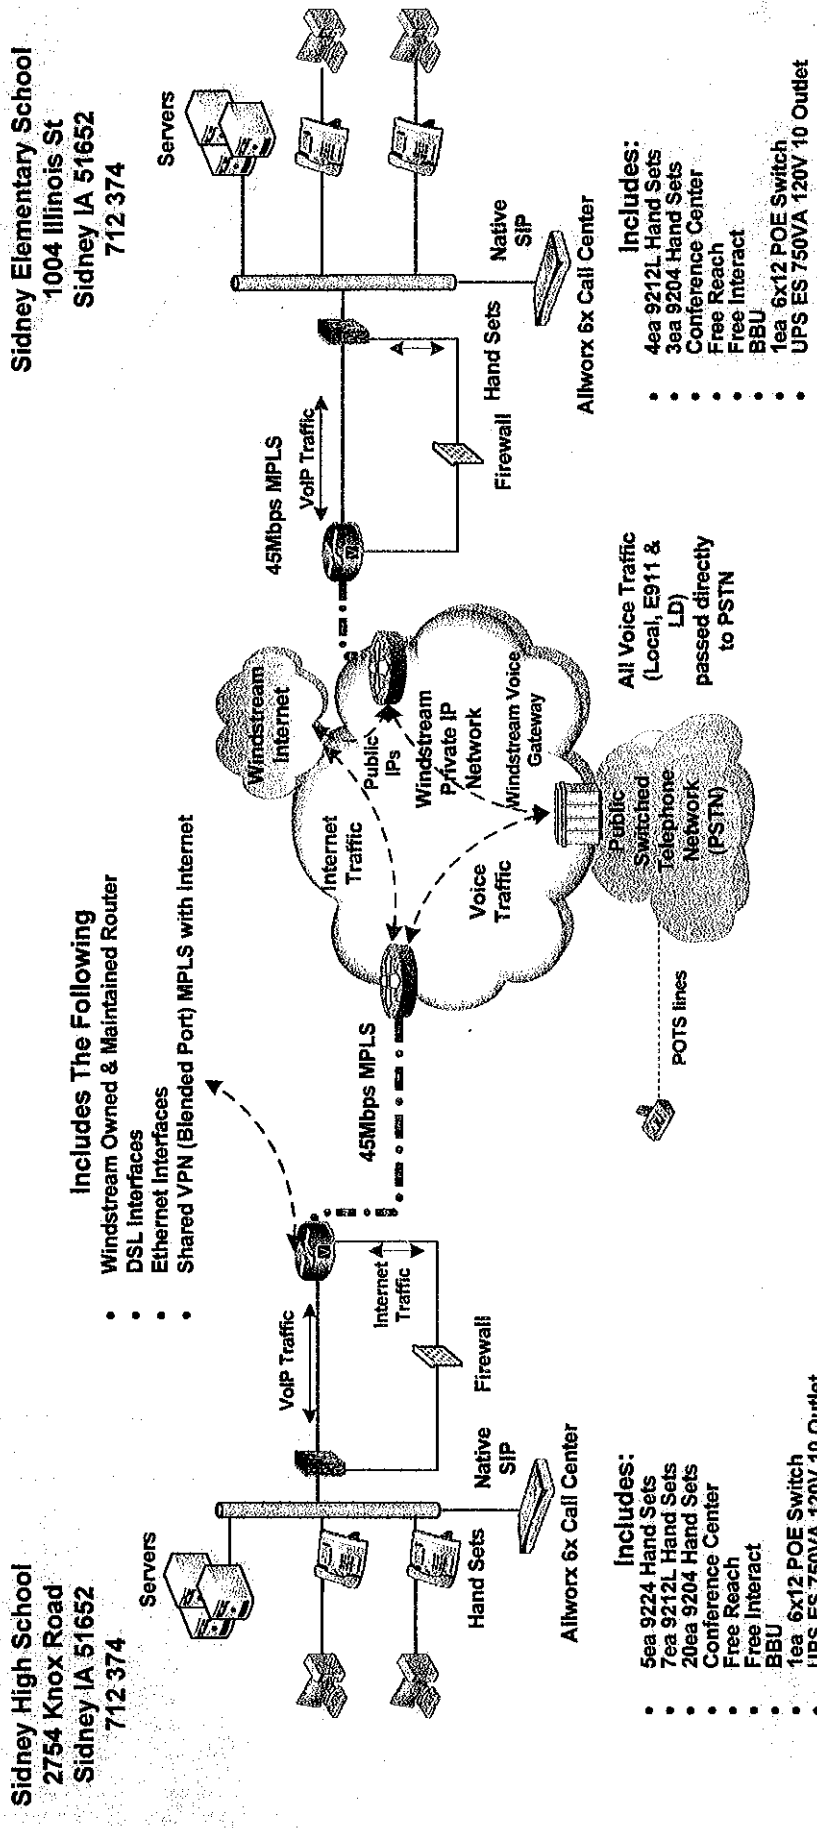 Sidney High School
2754 Knox Road
Sidney IA 51652
712 374
Servers
Hand Sets
Native
SIP
Allworx 6x Call Center
VoIP Traffic
Internet
Traffic
Firewall
Includes:
• 5ea 9224 Hand Sets
• 7ea 9212L Hand Sets
• 20ea 9204 Hand Sets
• Conference Center
• Free Reach
• Free Interact
• BBU
• 1ea 6x12 POE Switch
• UPS ES 750VA 120V 10 Outlet
Includes The Following
• Windstream Owned & Maintained Router
• DSL Interfaces
• Ethernet Interfaces
• Shared VPN (Blended Port) MPLS with Internet
45Mbps MPLS
Windstream
Internet
Internet
Traffic
Public
IPs
Windstream
Private IP
Network
Voice
Traffic
Windstream Voice
Gateway
Public
Switched
Telephone
Network
(PSTN)
POTS lines
All Voice Traffic
(Local, E911 &
LD)
passed directly
to PSTN
Sidney Elementary School
1004 Illinois St
Sidney IA 51652
712 374
Servers
45Mbps MPLS
VoIP Traffic
Firewall
Hand Sets
Native
SIP
Allworx 6x Call Center
Includes:
• 4ea 9212L Hand Sets
• 3ea 9204 Hand Sets
• Conference Center
• Free Reach
• Free Interact
• BBU
• 1ea 6x12 POE Switch
• UPS ES 750VA 120V 10 Outlet